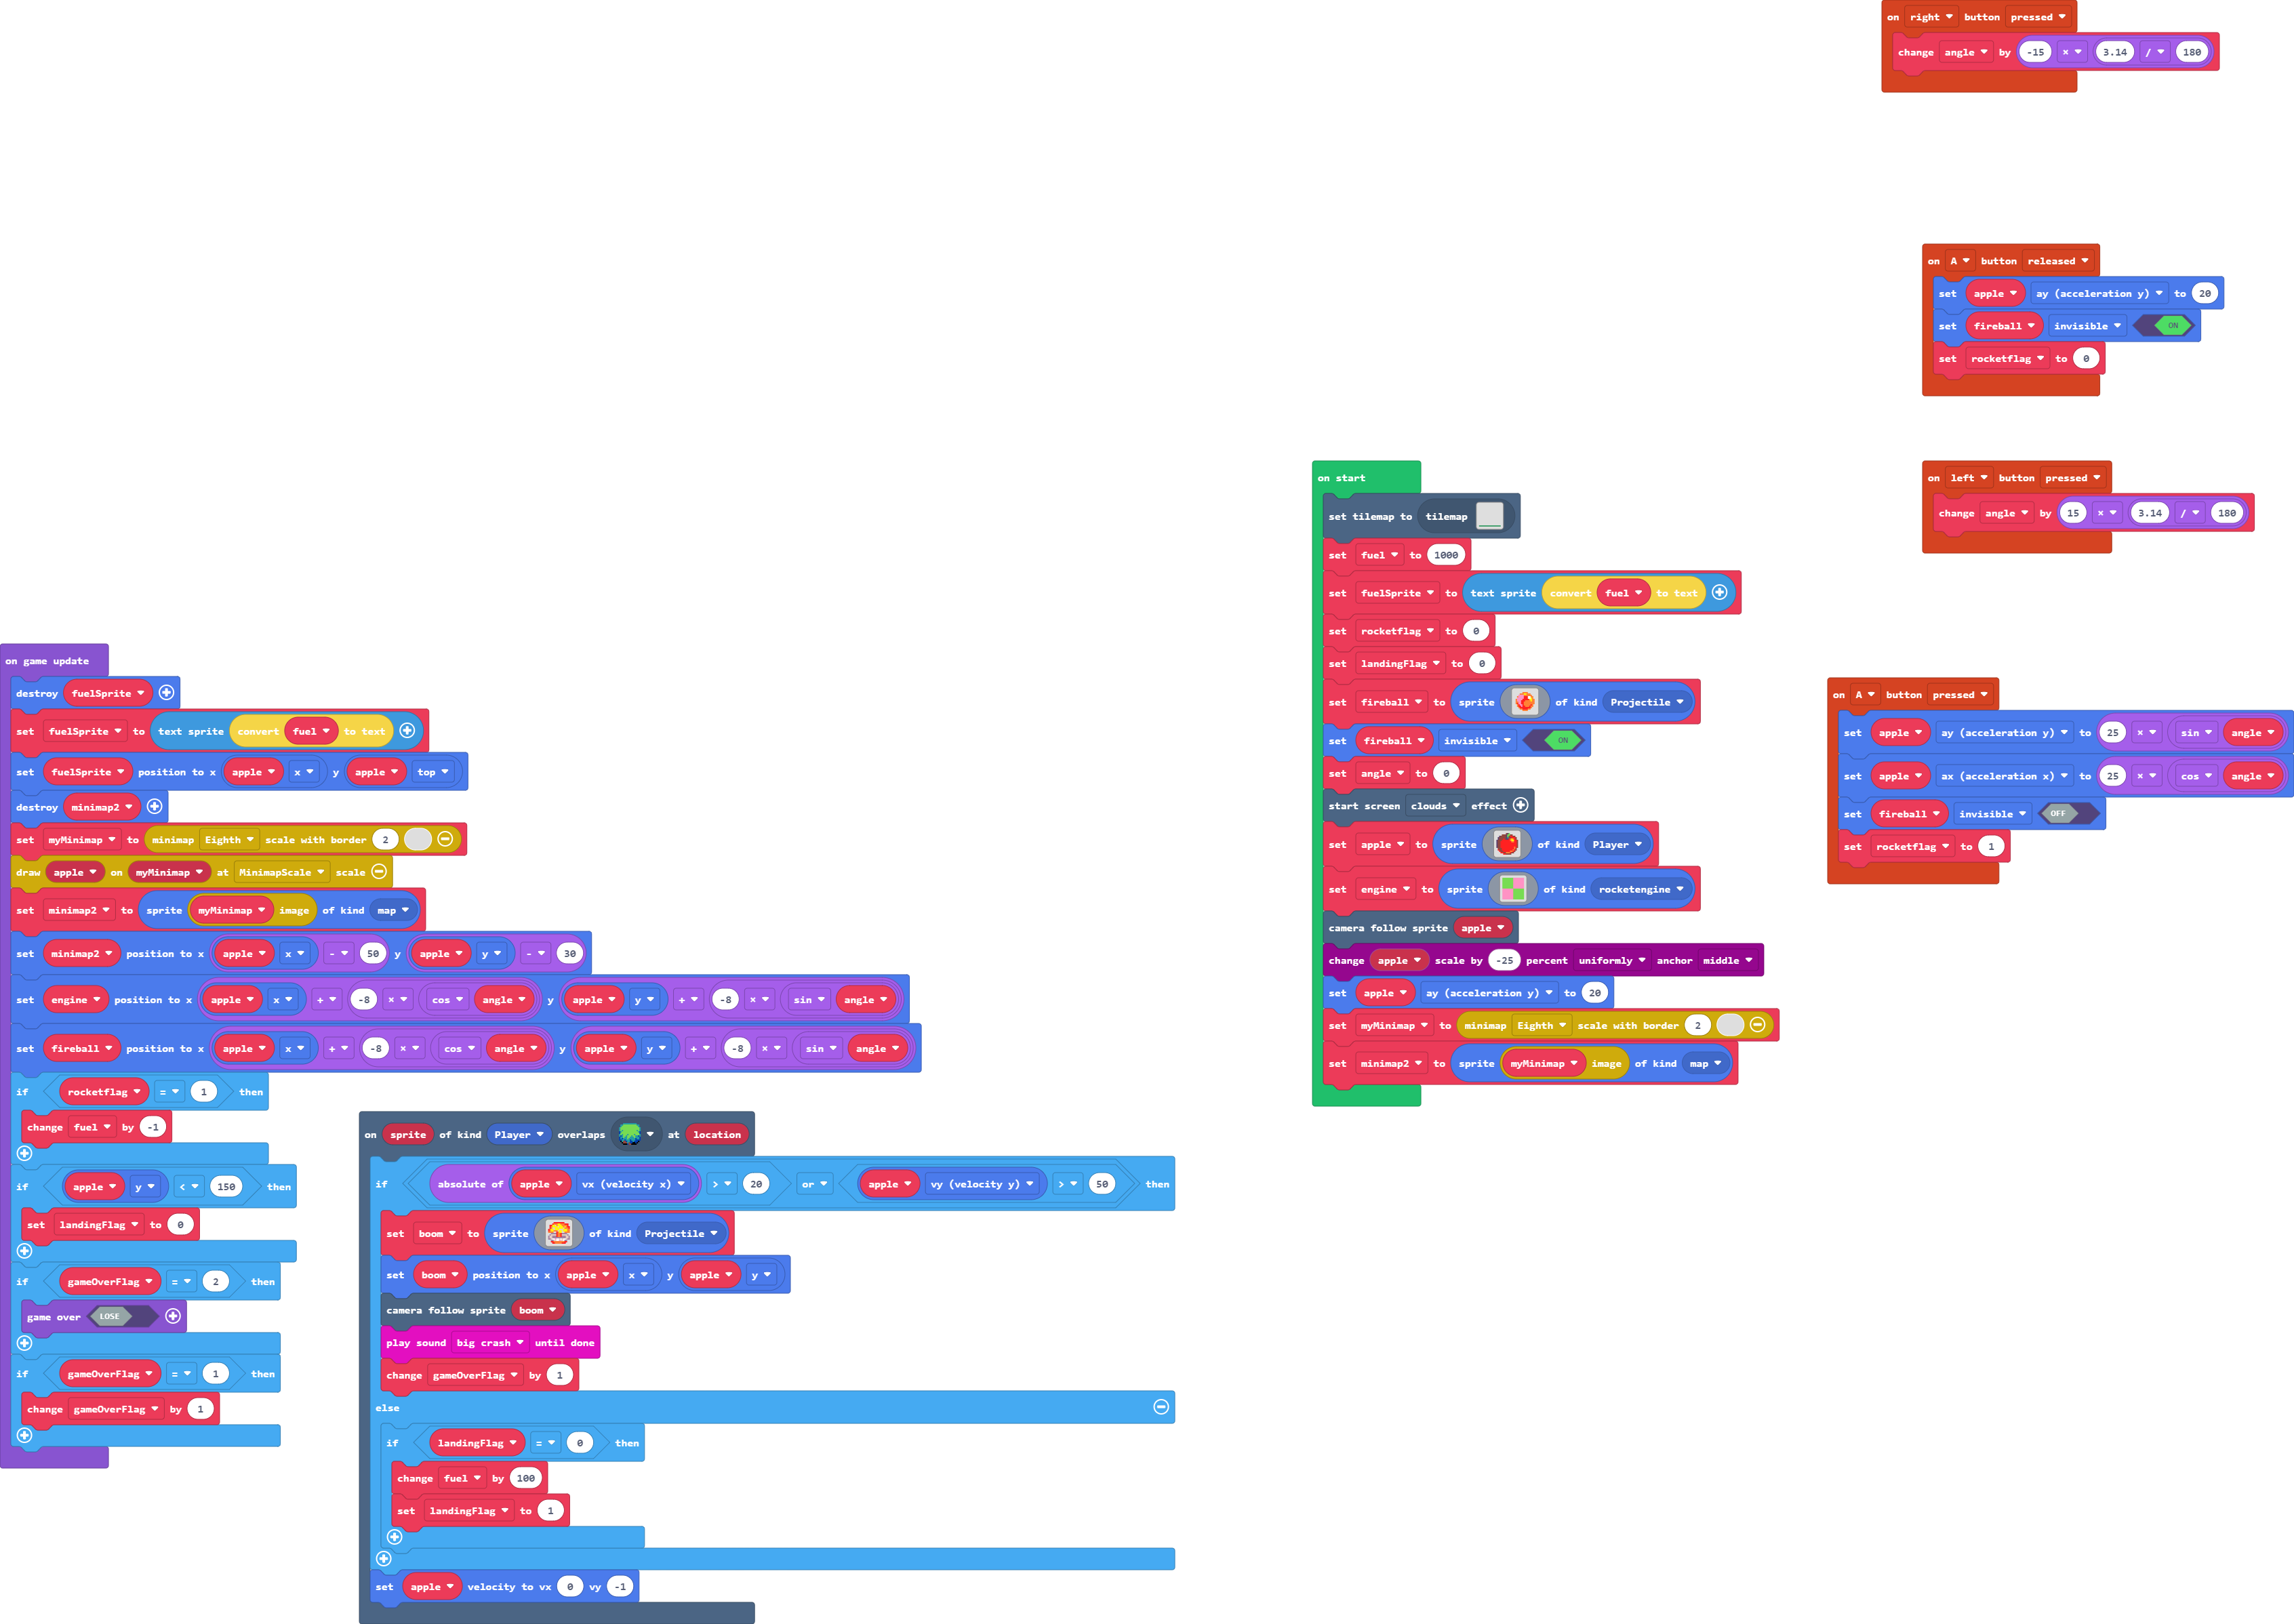 on right button pressed
change angle by -15 × 3.14 / 180
on A button released
set apple ay (acceleration y) to 20
set fireball invisible ON
set rocketflag to 0
on left button pressed
change angle by 15 × 3.14 / 180
on start
set tilemap to tilemap
set fuel to 1000
set fuelSprite to text sprite convert fuel to text
set rocketflag to 0
set landingFlag to 0
set fireball to sprite of kind Projectile
set fireball invisible ON
set angle to 0
start screen clouds effect
set apple to sprite of kind Player
set engine to sprite of kind rocketengine
camera follow sprite apple
change apple scale by -25 percent uniformly anchor middle
set apple ay (acceleration y) to 20
set myMinimap to minimap Eighth scale with border 2
set minimap2 to sprite myMinimap image of kind map
on A button pressed
set apple ay (acceleration y) to 25 × sin angle
set apple ax (acceleration x) to 25 × cos angle
set fireball invisible OFF
set rocketflag to 1
on game update
destroy fuelSprite
set fuelSprite to text sprite convert fuel to text
set fuelSprite position to x apple x y apple top
destroy minimap2
set myMinimap to minimap Eighth scale with border 2
draw apple on myMinimap at MinimapScale scale
set minimap2 to sprite myMinimap image of kind map
set minimap2 position to x apple x - 50 y apple y - 30
set engine position to x apple x + -8 × cos angle y apple y + -8 × sin angle
set fireball position to x apple x + -8 × cos angle y apple y + -8 × sin angle
if rocketflag = 1 then
change fuel by -1
if apple y < 150 then
set landingFlag to 0
if gameOverFlag = 2 then
game over LOSE
if gameOverFlag = 1 then
change gameOverFlag by 1
on sprite of kind Player overlaps at location
if absolute of apple vx (velocity x) > 20 or apple vy (velocity y) > 50 then
set boom to sprite of kind Projectile
set boom position to x apple x y apple y
camera follow sprite boom
play sound big crash until done
change gameOverFlag by 1
else
if landingFlag = 0 then
change fuel by 100
set landingFlag to 1
set apple velocity to vx 0 vy -1